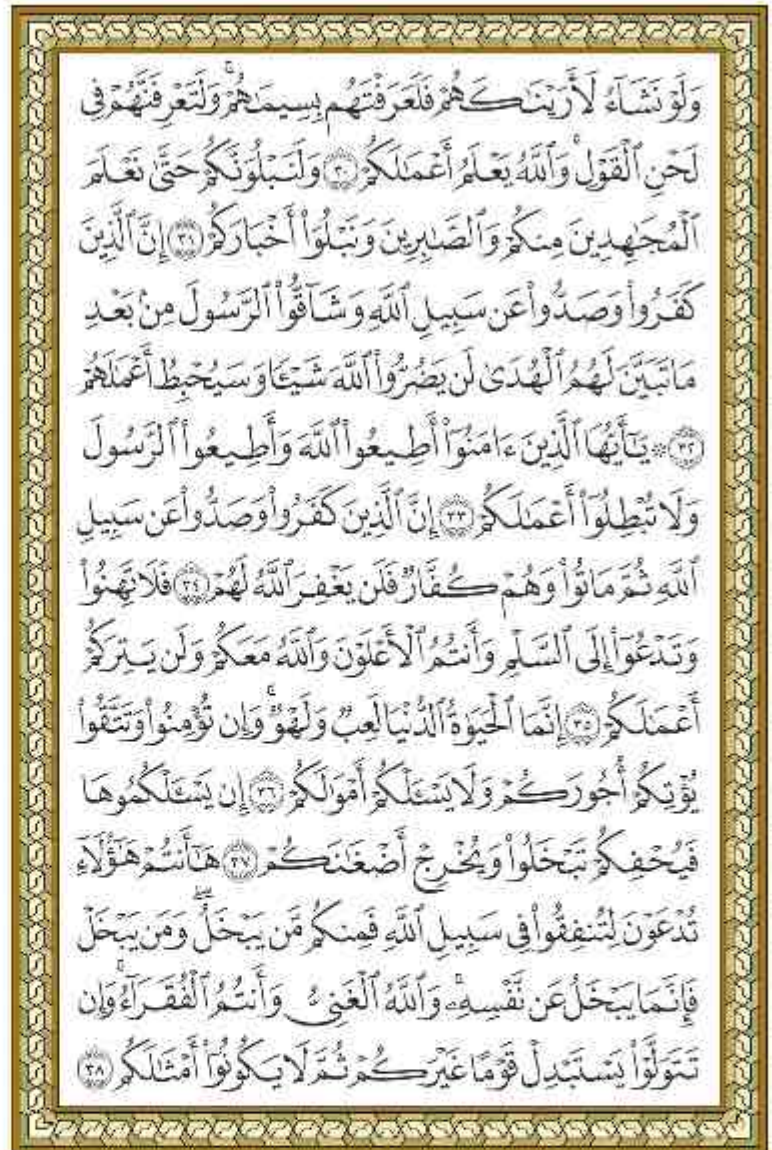 وَلَوْ نَشَآءُ لَأَرَيْنَٰكَهُمْ فَلَعَرَفْتَهُم بِسِيمَٰهُمْ ۚ وَلَتَعْرِفَنَّهُمْ فِى
لَحْنِ ٱلْقَوْلِ ۚ وَٱللَّهُ يَعْلَمُ أَعْمَٰلَكُمْ ٣٠ وَلَنَبْلُوَنَّكُمْ حَتَّىٰ نَعْلَمَ
ٱلْمُجَٰهِدِينَ مِنكُمْ وَٱلصَّٰبِرِينَ وَنَبْلُوَا۟ أَخْبَارَكُمْ ٣١ إِنَّ ٱلَّذِينَ
كَفَرُوا۟ وَصَدُّوا۟ عَن سَبِيلِ ٱللَّهِ وَشَآقُّوا۟ ٱلرَّسُولَ مِنۢ بَعْدِ
مَا تَبَيَّنَ لَهُمُ ٱلْهُدَىٰ لَن يَضُرُّوا۟ ٱللَّهَ شَيْـًٔا وَسَيُحْبِطُ أَعْمَٰلَهُمْ
٣٢ ۞ يَٰٓأَيُّهَا ٱلَّذِينَ ءَامَنُوٓا۟ أَطِيعُوا۟ ٱللَّهَ وَأَطِيعُوا۟ ٱلرَّسُولَ
وَلَا تُبْطِلُوٓا۟ أَعْمَٰلَكُمْ ٣٣ إِنَّ ٱلَّذِينَ كَفَرُوا۟ وَصَدُّوا۟ عَن سَبِيلِ
ٱللَّهِ ثُمَّ مَاتُوا۟ وَهُمْ كُفَّارٌ فَلَن يَغْفِرَ ٱللَّهُ لَهُمْ ٣٤ فَلَا تَهِنُوا۟
وَتَدْعُوٓا۟ إِلَى ٱلسَّلْمِ وَأَنتُمُ ٱلْأَعْلَوْنَ وَٱللَّهُ مَعَكُمْ وَلَن يَتِرَكُمْ
أَعْمَٰلَكُمْ ٣٥ إِنَّمَا ٱلْحَيَوٰةُ ٱلدُّنْيَا لَعِبٌ وَلَهْوٌ ۚ وَإِن تُؤْمِنُوا۟ وَتَتَّقُوا۟
يُؤْتِكُمْ أُجُورَكُمْ وَلَا يَسْـَٔلْكُمْ أَمْوَٰلَكُمْ ٣٦ إِن يَسْـَٔلْكُمُوهَا
فَيُحْفِكُمْ تَبْخَلُوا۟ وَيُخْرِجْ أَضْغَٰنَكُمْ ٣٧ هَٰٓأَنتُمْ هَٰٓؤُلَآءِ
تُدْعَوْنَ لِتُنفِقُوا۟ فِى سَبِيلِ ٱللَّهِ فَمِنكُم مَّن يَبْخَلُ ۖ وَمَن يَبْخَلْ
فَإِنَّمَا يَبْخَلُ عَن نَّفْسِهِۦ ۚ وَٱللَّهُ ٱلْغَنِىُّ وَأَنتُمُ ٱلْفُقَرَآءُ ۚ وَإِن
تَتَوَلَّوْا۟ يَسْتَبْدِلْ قَوْمًا غَيْرَكُمْ ثُمَّ لَا يَكُونُوٓا۟ أَمْثَٰلَكُم ٣٨